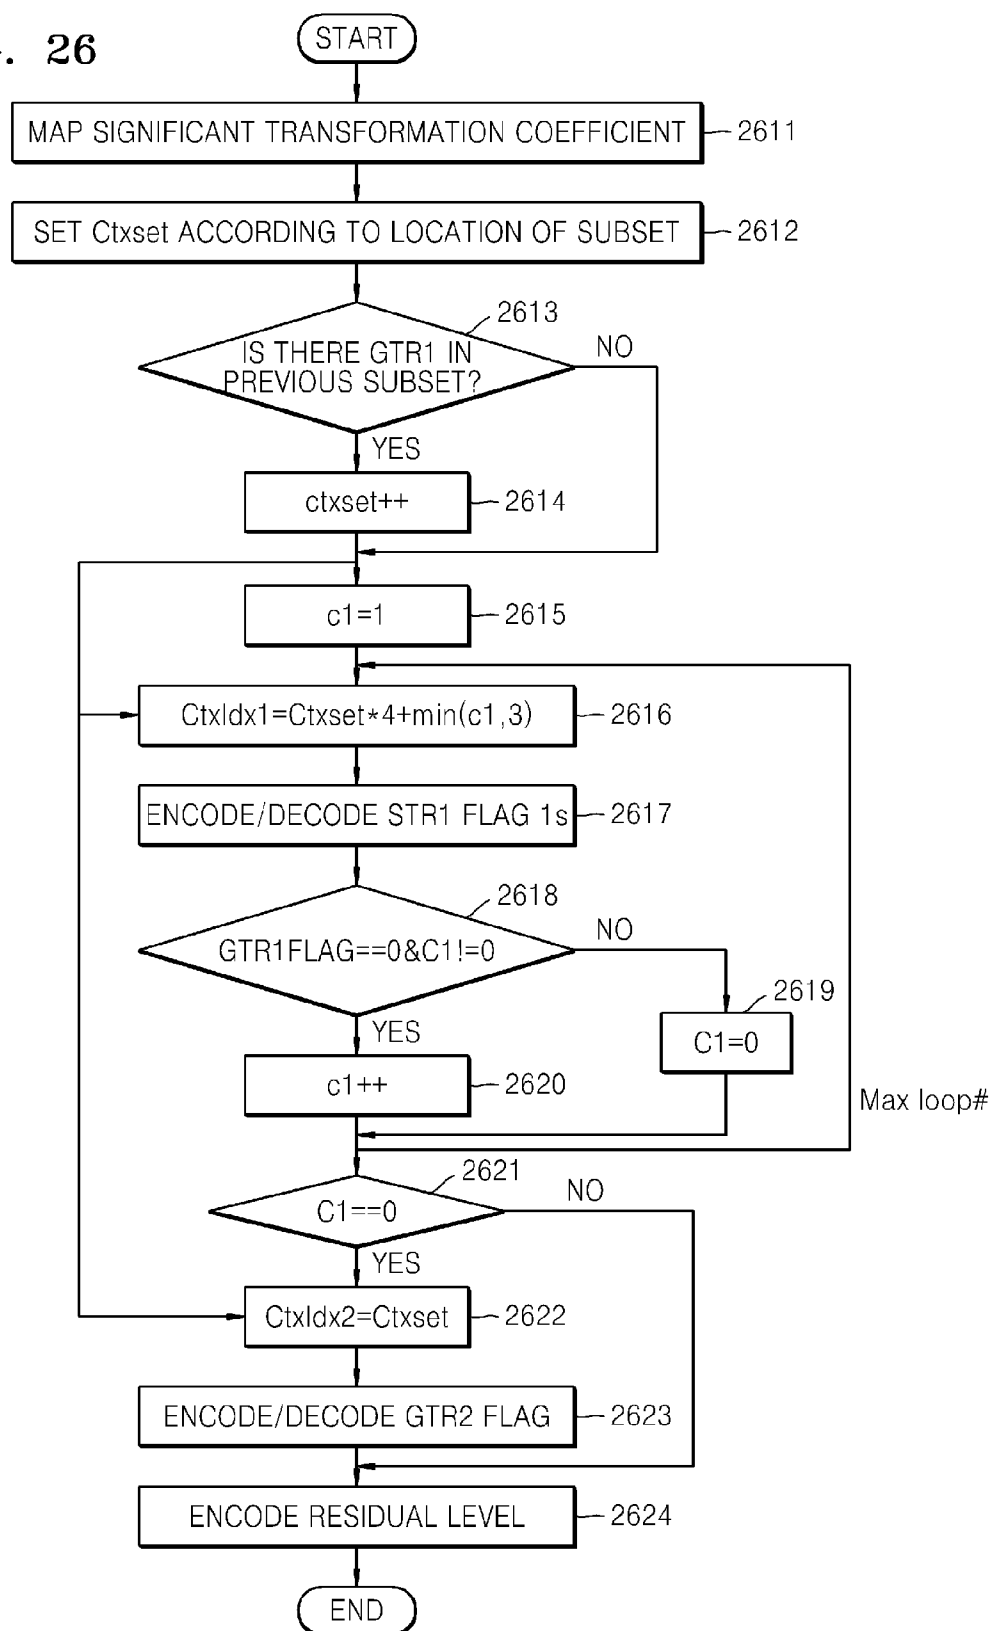 . 26
START
MAP SIGNIFICANT TRANSFORMATION COEFFICIENT
2611
SET Ctxset ACCORDING TO LOCATION OF SUBSET
2612
2613
IS THERE GTR1 IN
PREVIOUS SUBSET?
NO
YES
ctxset++
2614
c1=1
2615
CtxIdx1=Ctxset*4+min(c1,3)
2616
ENCODE/DECODE STR1 FLAG 1s
2617
2618
GTR1FLAG==0&C1!=0
NO
2619
C1=0
YES
c1++
2620
Max loop#
2621
C1==0
NO
YES
CtxIdx2=Ctxset
2622
ENCODE/DECODE GTR2 FLAG
2623
ENCODE RESIDUAL LEVEL
2624
END